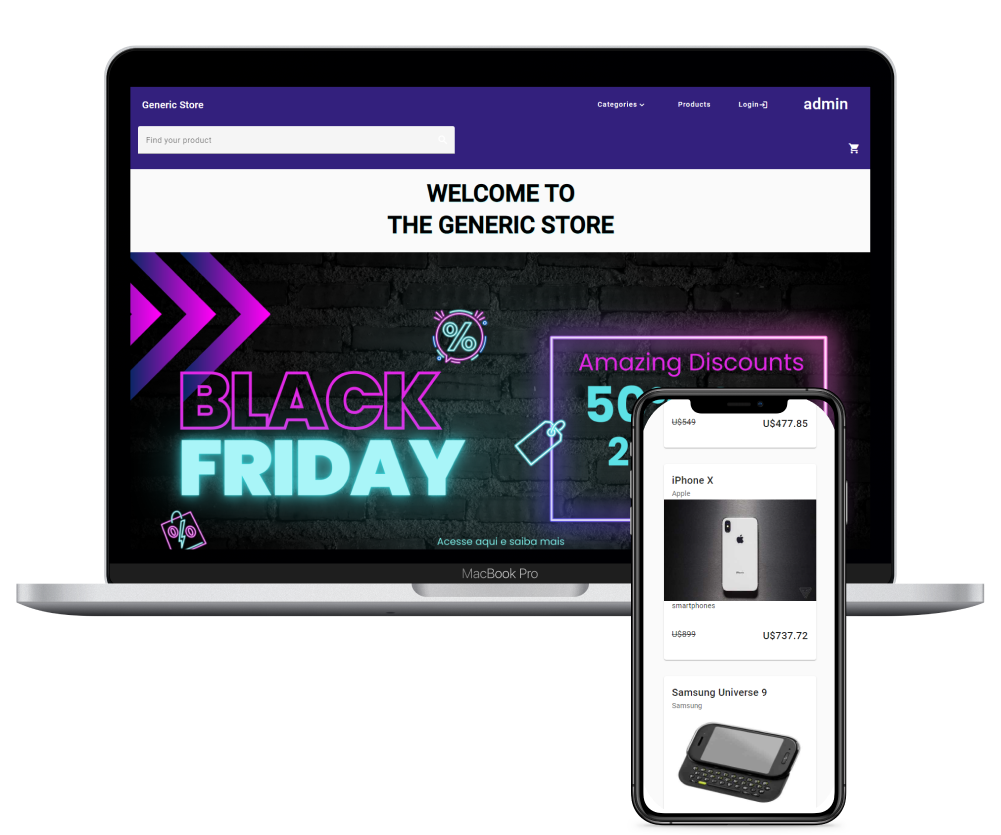 Generic Store
Categories
Products
Login
admin
Find your product
WELCOME TO
THE GENERIC STORE
%
BLACK
FRIDAY
%
Amazing Discounts
50
2
Acesse aqui e saiba mais
MacBook Pro
U$549
U$477.85
iPhone X
Apple
smartphones
U$899
U$737.72
Samsung Universe 9
Samsung